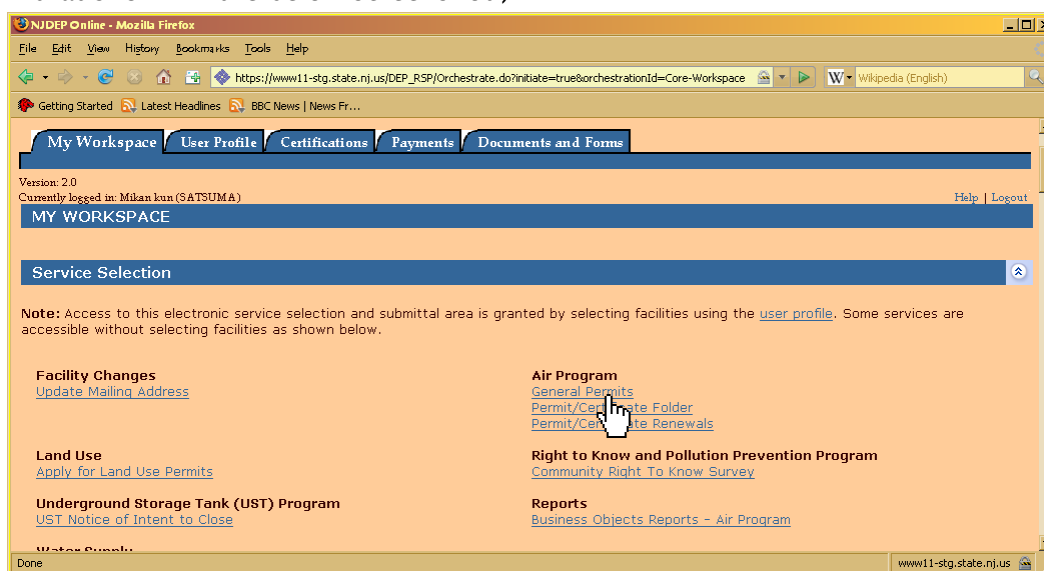 NJDEP Online - Mozilla Firefox
File Edit View History Bookmarks Tools Help
https://www11-stg.state.nj.us/DEP_RSP/Orchestrate.do?initiate=true&orchestrationId=Core-Workspace W Wikipedia (English)
Getting Started Latest Headlines BBC News | News Fr...
My Workspace User Profile Certifications Payments Documents and Forms
Version: 2.0
Currently logged in: Mikan kun (SATSUMA) Help | Logout
MY WORKSPACE
Service Selection
Note: Access to this electronic service selection and submittal area is granted by selecting facilities using the user profile. Some services are
accessible without selecting facilities as shown below.
Facility Changes
Update Mailing Address
Air Program
General Permits
Permit/Certificate Folder
Permit/Certificate Renewals
Land Use
Apply for Land Use Permits
Right to Know and Pollution Prevention Program
Community Right To Know Survey
Underground Storage Tank (UST) Program
UST Notice of Intent to Close
Reports
Business Objects Reports - Air Program
Water Supply
Done www11-stg.state.nj.us